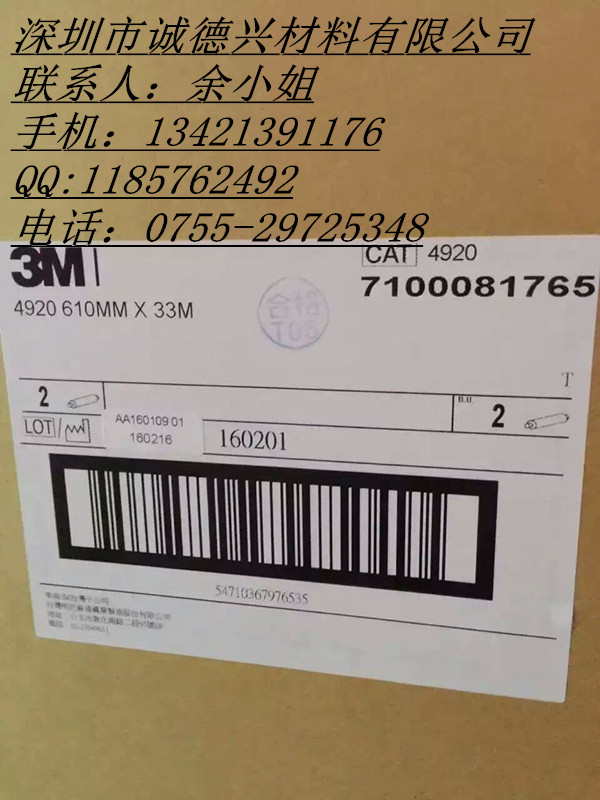 深圳市诚德兴材料有限公司
联系人：余小姐
手机：13421391176
QQ:1185762492
电话：0755-29725348
3M
CAT 4920
7100081765
4920 610MM X 33M
合格
T05
T
2
B.U.
2
LOT/
AA160109 01
160216
160201
54710367976535